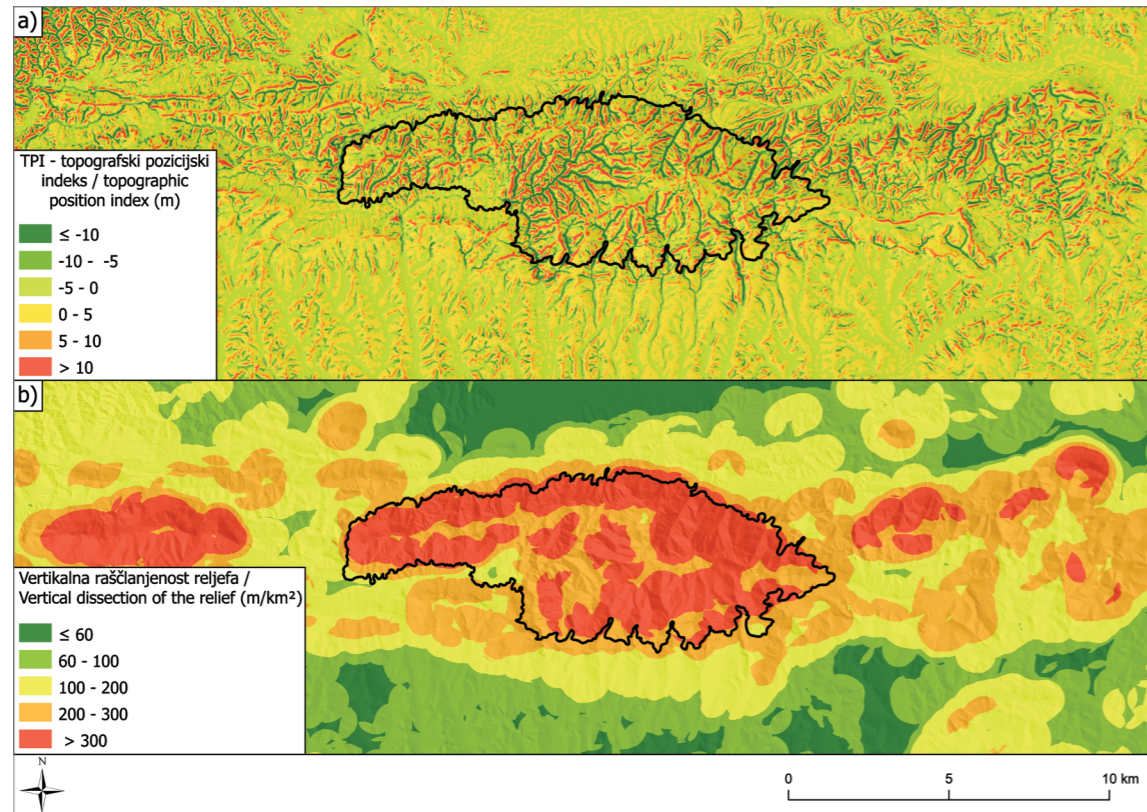 a)
TPI - topografski pozicijski
indeks / topographic
position index (m)
≤ -10
-10 - -5
-5 - 0
0 - 5
5 - 10
> 10
b)
Vertikalna raščlanjenost reljefa /
Vertical dissection of the relief (m/km²)
≤ 60
60 - 100
100 - 200
200 - 300
> 300
N
0 5 10 km